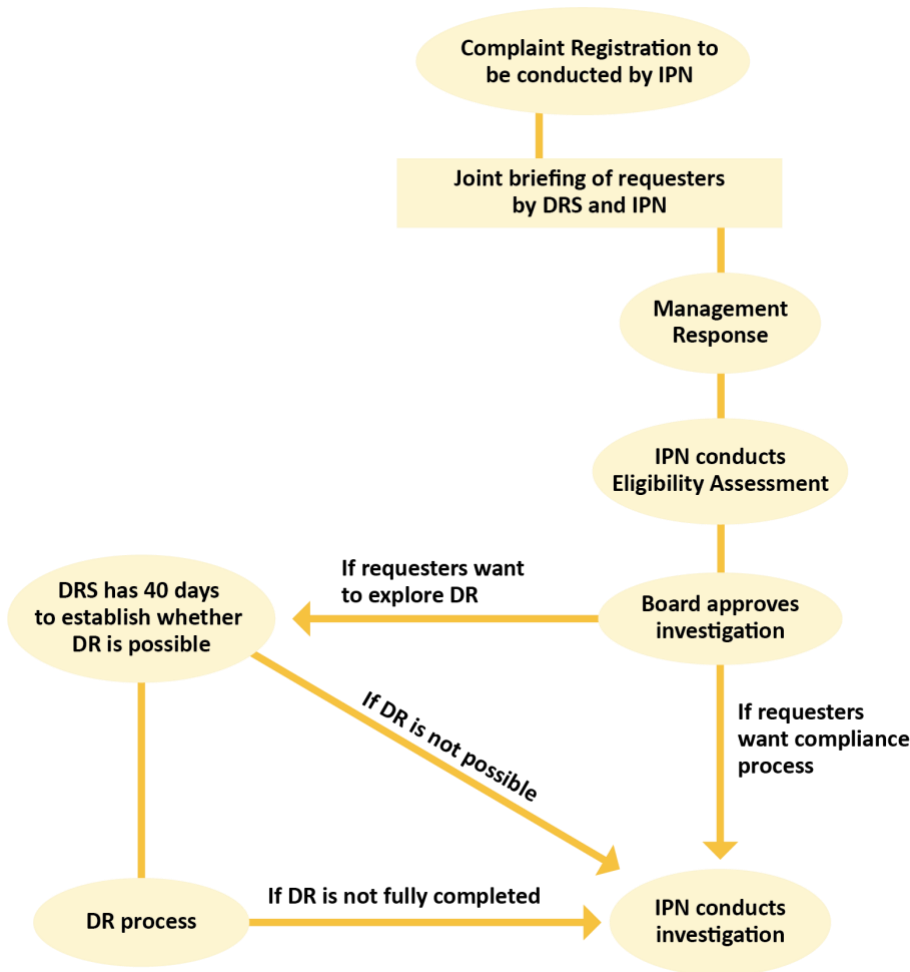 Complaint Registration to
be conducted by IPN
Joint briefing of requesters
by DRS and IPN
Management
Response
IPN conducts
Eligibility Assessment
If requesters want
to explore DR
DRS has 40 days
to establish whether
DR is possible
Board approves
investigation
If DR is not possible
If requesters
want compliance
process
If DR is not fully completed
DR process
IPN conducts
investigation